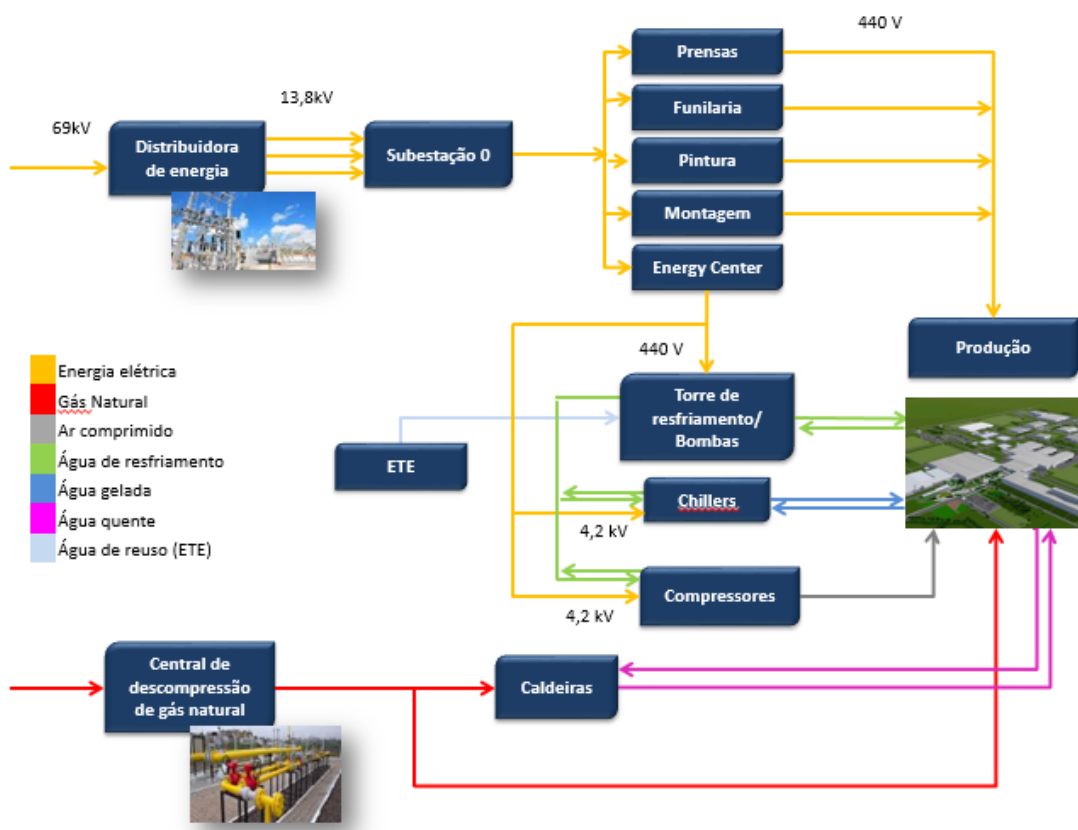 440 V
Prensas
13,8kV
Funilaria
69kV
Distribuidora
de energia
Subestação 0
Pintura
Montagem
Energy Center
440 V
Produção
Energia elétrica
Gás Natural
Ar comprimido
Água de resfriamento
Água gelada
Água quente
Água de reuso (ETE)
Torre de
resfriamento/
Bombas
ETE
Chillers
4,2 kV
Compressores
4,2 kV
Central de
descompressão
de gás natural
Caldeiras